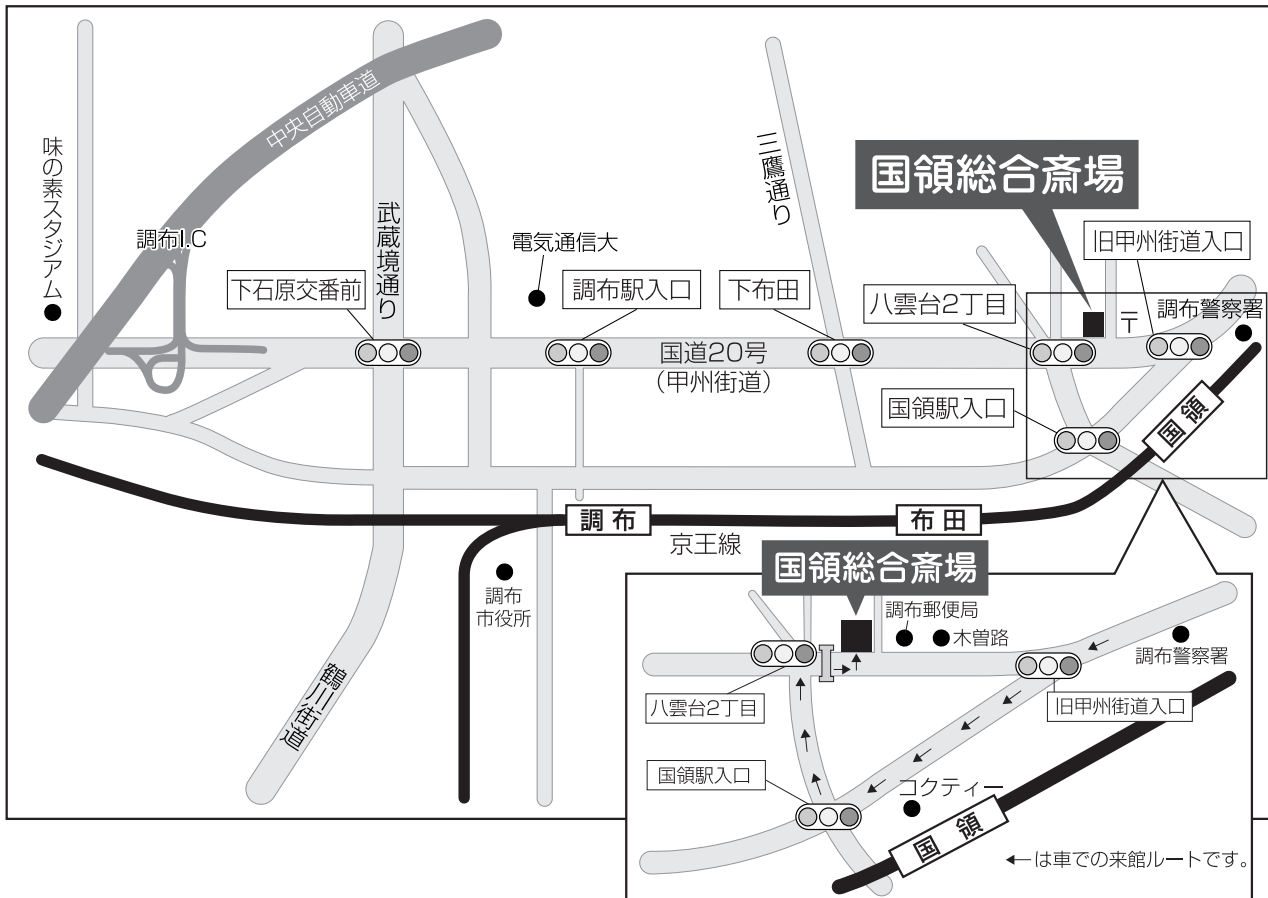 中央自動車道
味の素スタジアム
調布I.C
武蔵境通り
三鷹通り
国領総合斎場
旧甲州街道入口
電気通信大
下石原交番前
調布駅入口
下布田
八雲台2丁目
〒
調布警察署
国道20号
（甲州街道）
国領駅入口
国領
調布
布田
京王線
調布
市役所
鶴川街道
国領総合斎場
調布郵便局
木曽路
調布警察署
八雲台2丁目
旧甲州街道入口
国領駅入口
コクティー
国領
←は車での来館ルートです。